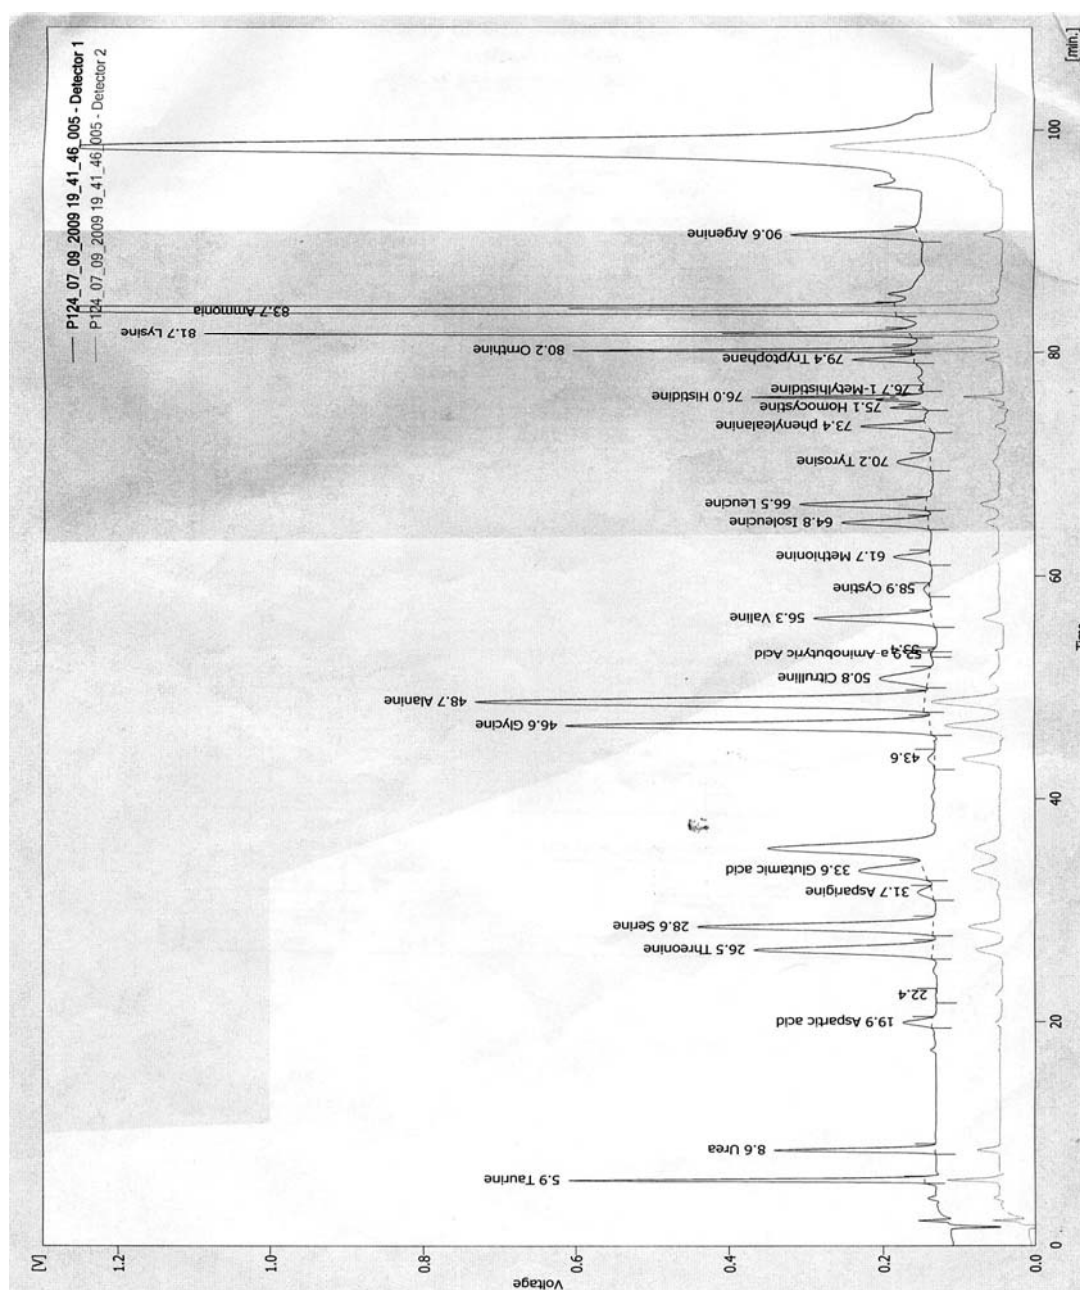 P124_07_09_2009 19_41_46_005 - Detector 1
P124_07_09_2009 19_41_46_005 - Detector 2
[V]
1.2
1.0
0.8
0.6
0.4
0.2
0.0
Voltage
0
20
40
60
80
100
[min.]
5.9 Taurine
8.6 Urea
19.9 Aspartic acid
22.4
26.5 Threonine
28.6 Serine
31.7 Asparigine
33.6 Glutamic acid
43.6
46.6 Glycine
48.7 Alanine
50.8 Citrulline
52.9 a-Aminobutyric Acid
53.4
56.3 Valine
58.9 Cystine
61.7 Methionine
64.8 Isoleucine
66.5 Leucine
70.2 Tyrosine
73.4 phenylealanine
75.1 Homocystine
76.0 Histidine
76.7 1-Metylhistidine
79.4 Tryptophane
80.2 Ornthine
81.7 Lysine
83.7 Ammonia
90.6 Argenine